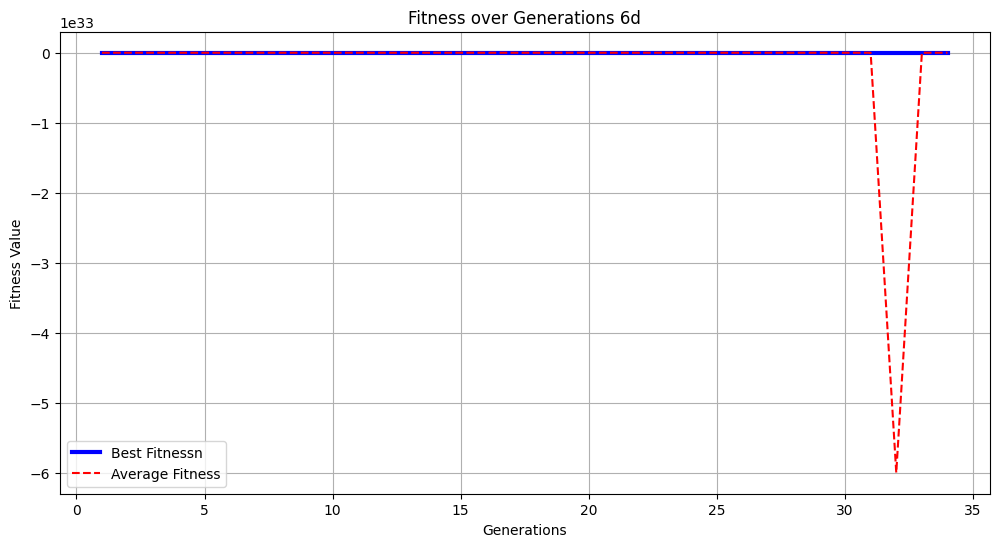 Fitness over Generations 6d
1e33
0
−1
−2
−3
−4
−5
−6
Fitness Value
Best Fitnessn
Average Fitness
0 5 10 15 20 25 30 35
Generations